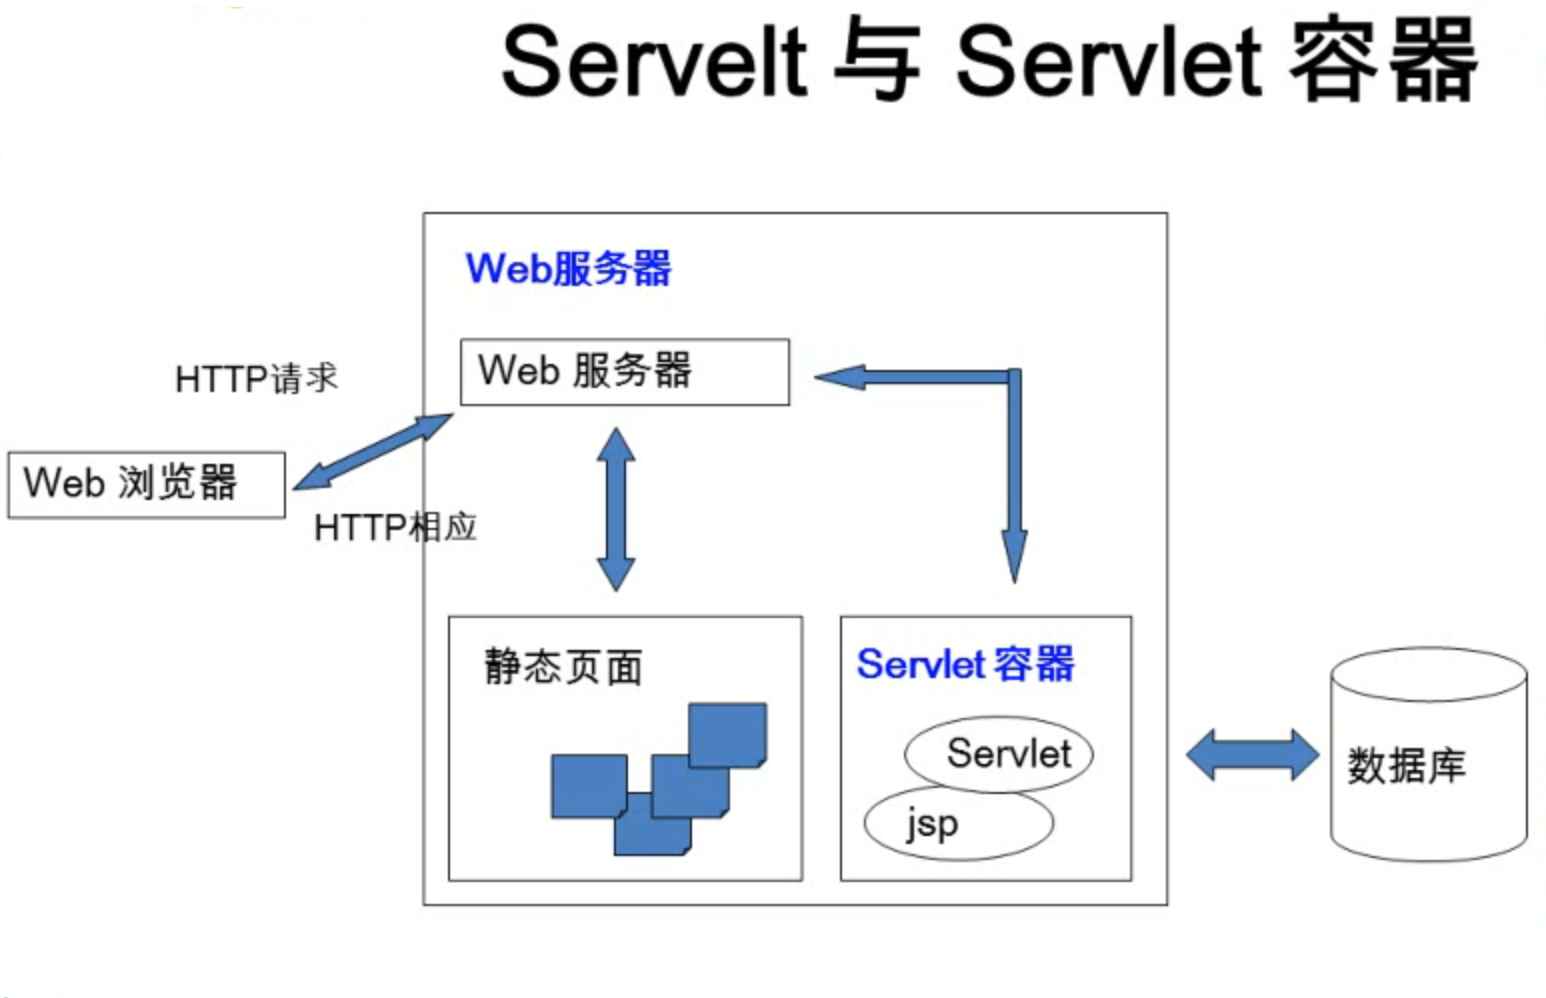 Servelt 与 Servlet 容器
Web服务器
Web 服务器
HTTP请求
Web 浏览器
HTTP相应
静态页面
Servlet 容器
Servlet
jsp
数据库